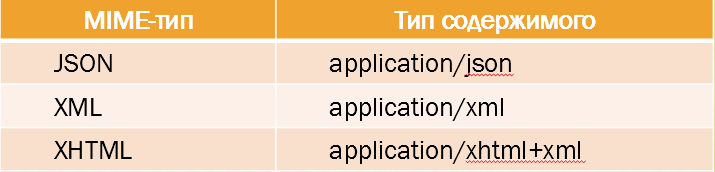 MIME-тип Тип содержимого
JSON application/json
XML application/xml
XHTML application/xhtml+xml